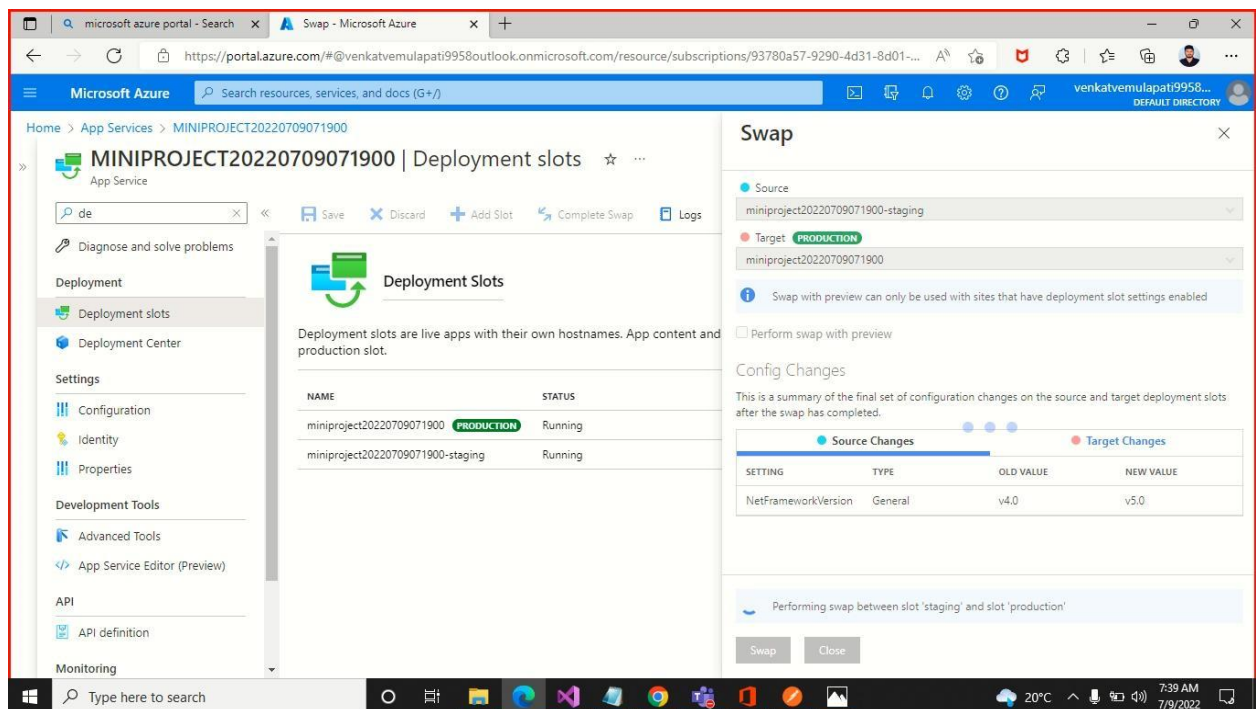 microsoft azure portal - Search
Swap - Microsoft Azure
https://portal.azure.com/#@venkatvemulapati9958outlook.onmicrosoft.com/resource/subscriptions/93780a57-9290-4d31-8d01-...
Microsoft Azure
Search resources, services, and docs (G+/)
venkatvemulapati9958...
DEFAULT DIRECTORY
Home > App Services > MINIPROJECT20220709071900
MINIPROJECT20220709071900 | Deployment slots
App Service
de
Diagnose and solve problems
Deployment
Deployment slots
Deployment Center
Settings
Configuration
Identity
Properties
Development Tools
Advanced Tools
App Service Editor (Preview)
API
API definition
Monitoring
Save Discard Add Slot Complete Swap Logs
Deployment Slots
Deployment slots are live apps with their own hostnames. App content and
production slot.
NAME STATUS
miniproject20220709071900 PRODUCTION Running
miniproject20220709071900-staging Running
Swap
Source
miniproject20220709071900-staging
Target PRODUCTION
miniproject20220709071900
Swap with preview can only be used with sites that have deployment slot settings enabled
Perform swap with preview
Config Changes
This is a summary of the final set of configuration changes on the source and target deployment slots
after the swap has completed.
Source Changes Target Changes
SETTING TYPE OLD VALUE NEW VALUE
NetFrameworkVersion General v4.0 v5.0
Performing swap between slot 'staging' and slot 'production'
Swap Close
Type here to search
20°C
7:39 AM
7/9/2022